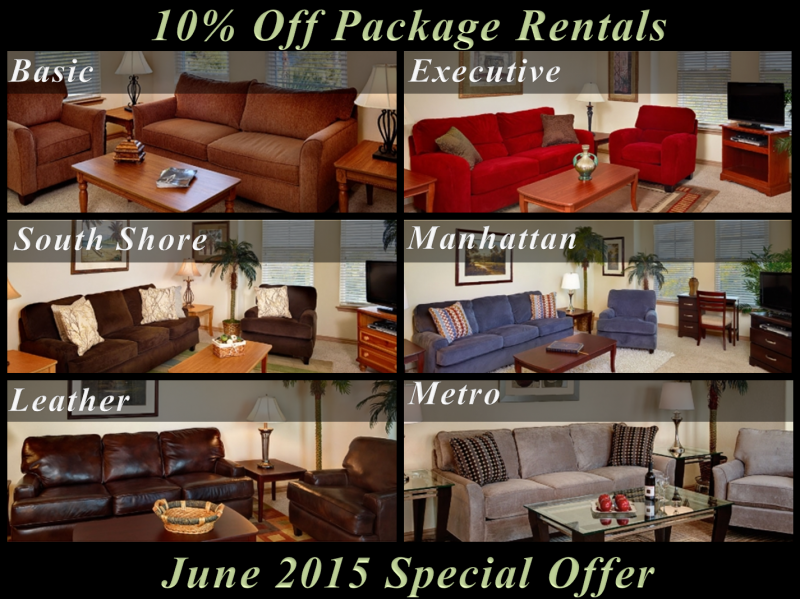 10% Off Package Rentals
Basic
Executive
South Shore
Manhattan
Leather
Metro
June 2015 Special Offer